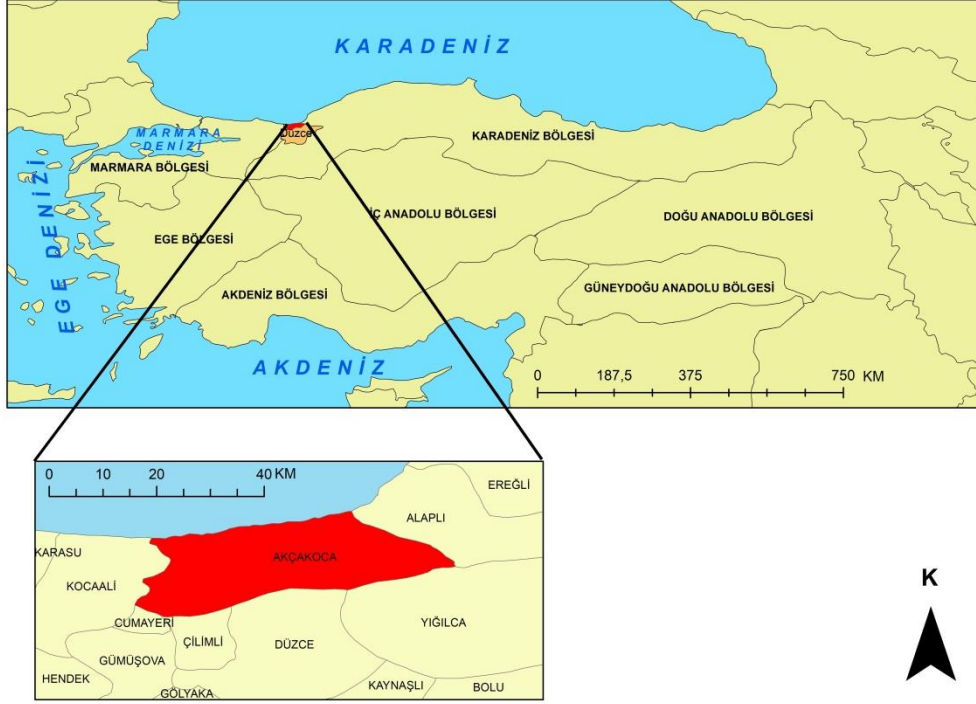 KARADENİZ
Düzce
MARMARA
DENİZİ
KARADENİZ BÖLGESİ
MARMARA BÖLGESİ
EGE DENİZİ
İÇ ANADOLU BÖLGESİ
DOĞU ANADOLU BÖLGESİ
EGE BÖLGESİ
AKDENİZ BÖLGESİ
GÜNEYDOĞU ANADOLU BÖLGESİ
AKDENİZ
0 187,5 375 750 KM
0 10 20 40 KM
EREĞLİ
ALAPLI
KARASU
AKÇAKOCA
KOCAALİ
CUMAYERİ
YIĞILCA
ÇİLİMLİ
DÜZCE
GÜMÜŞOVA
HENDEK
KAYNAŞLI
BOLU
GÖLYAKA
K